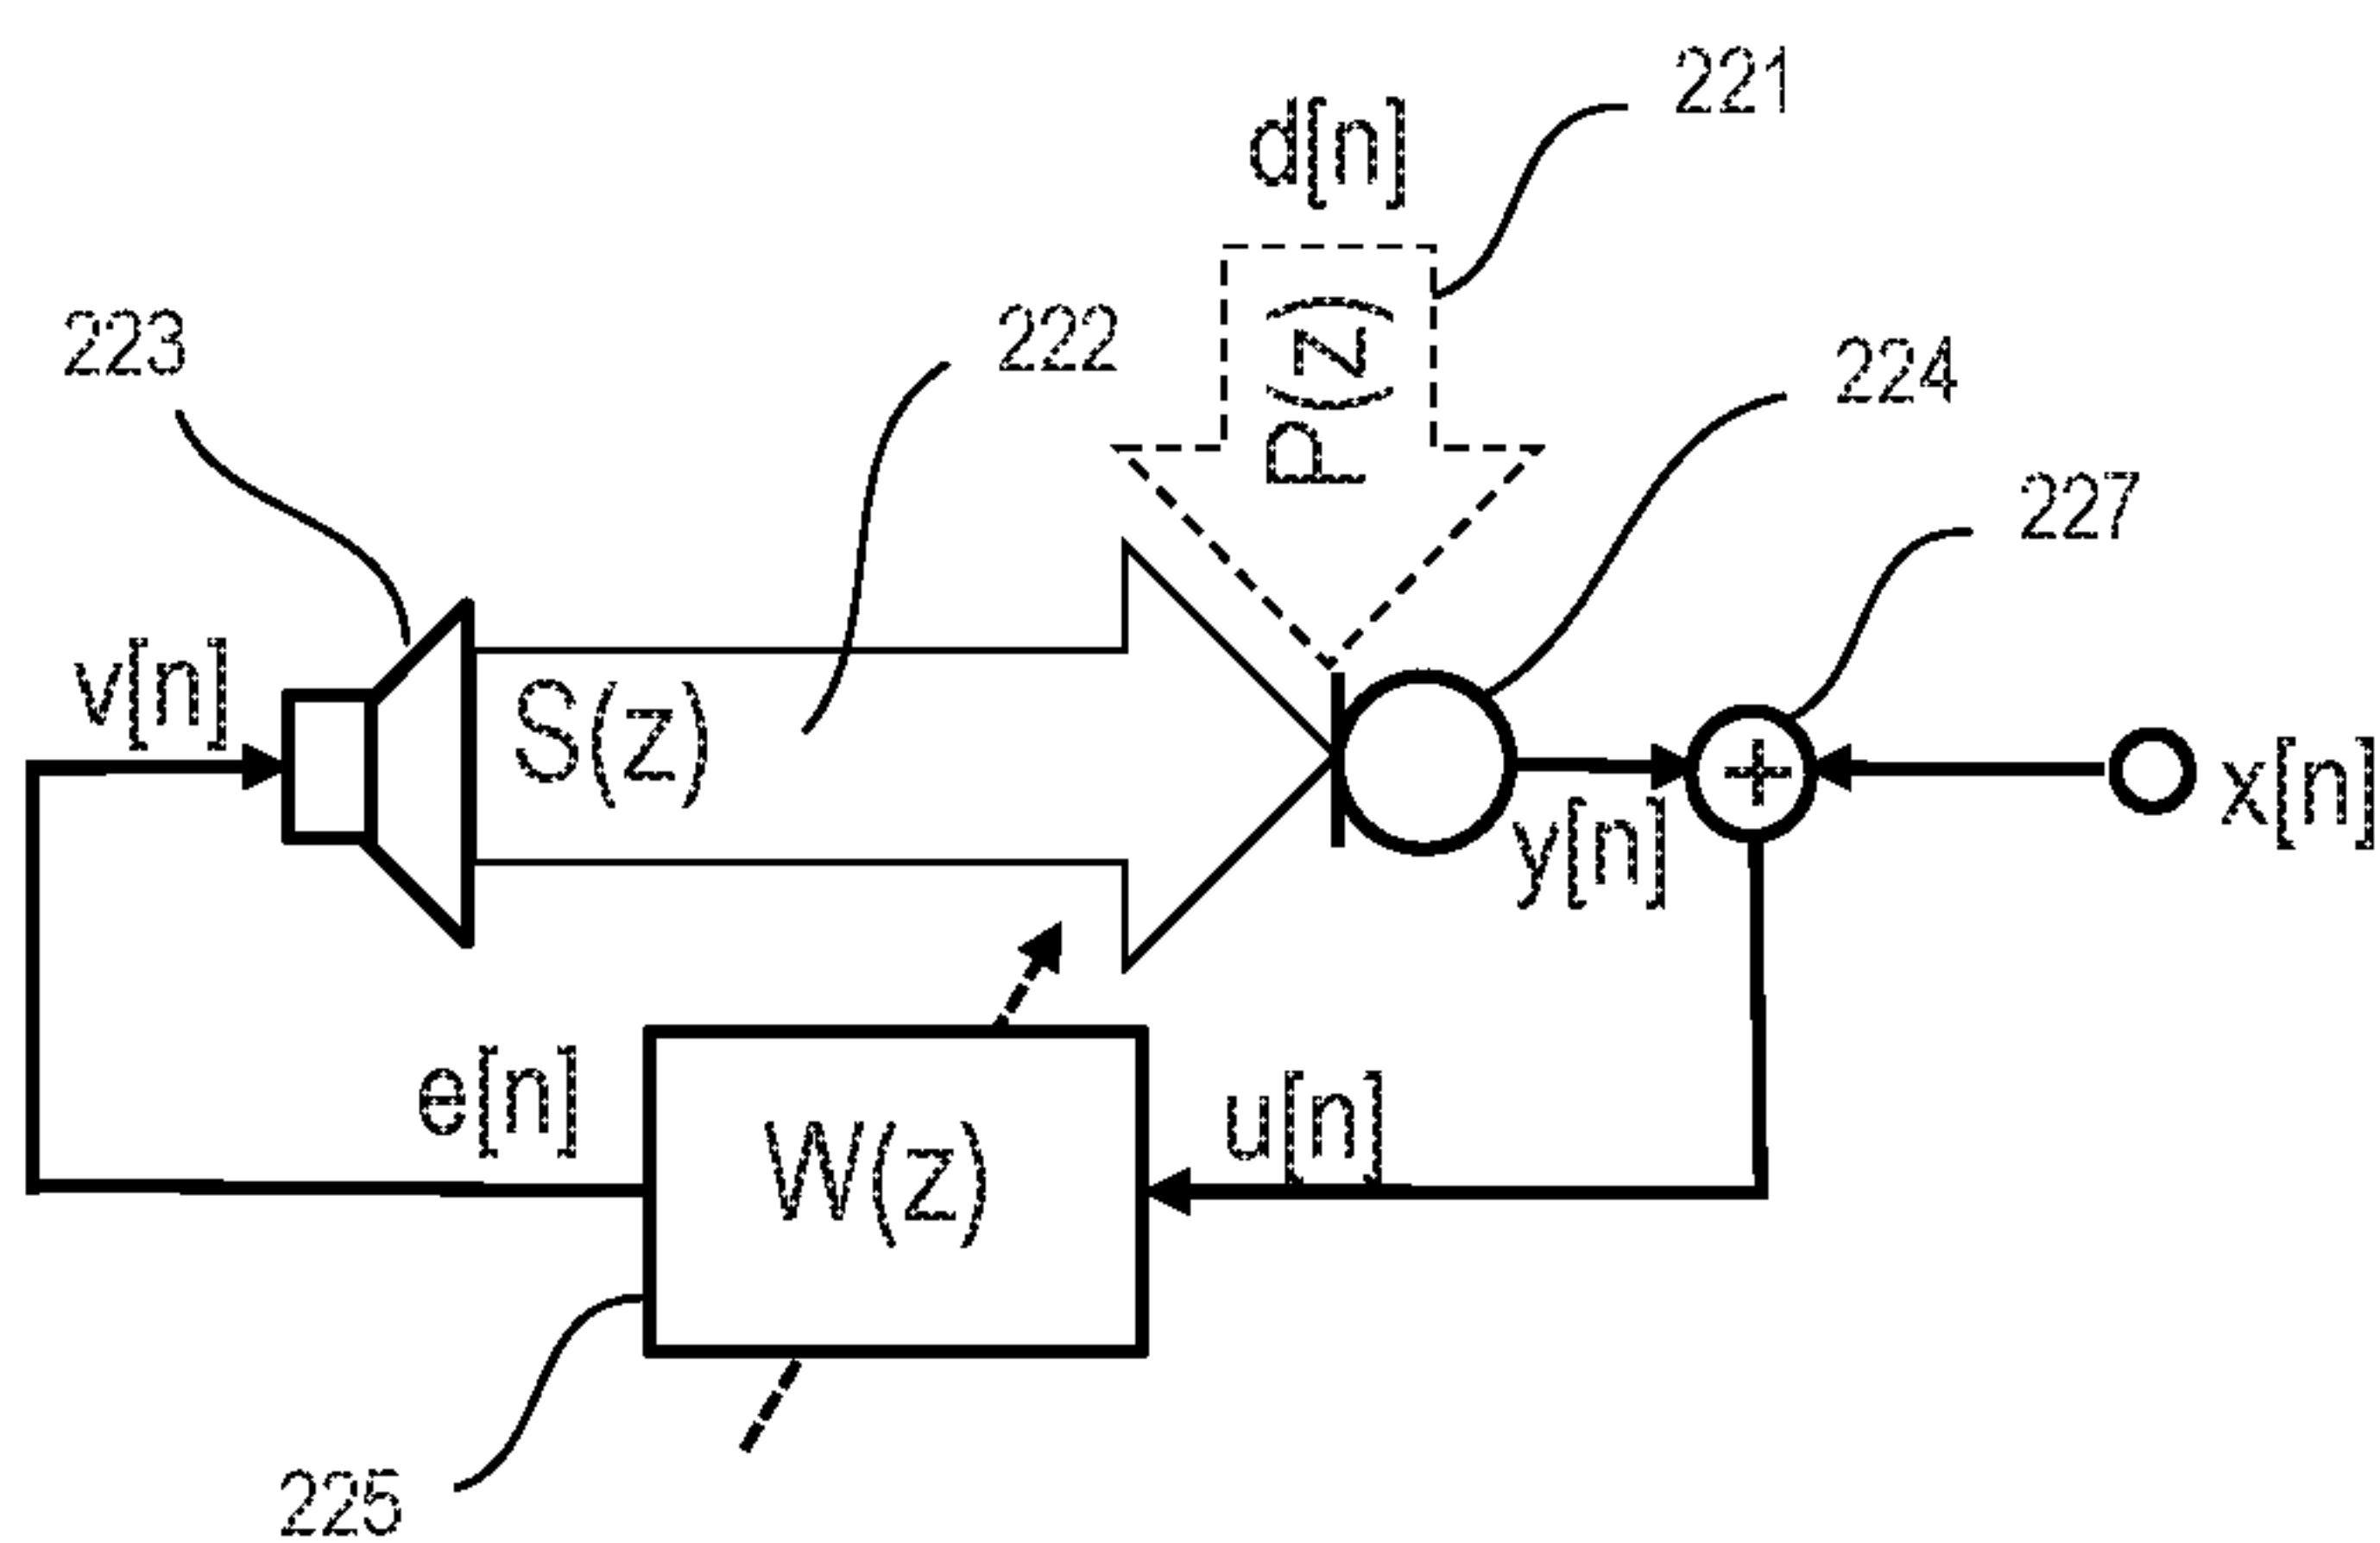 221
d[n]
P(z)
223
222
224
227
v[n]
S(z)
y[n]
+
x[n]
e[n]
u[n]
W(z)
225